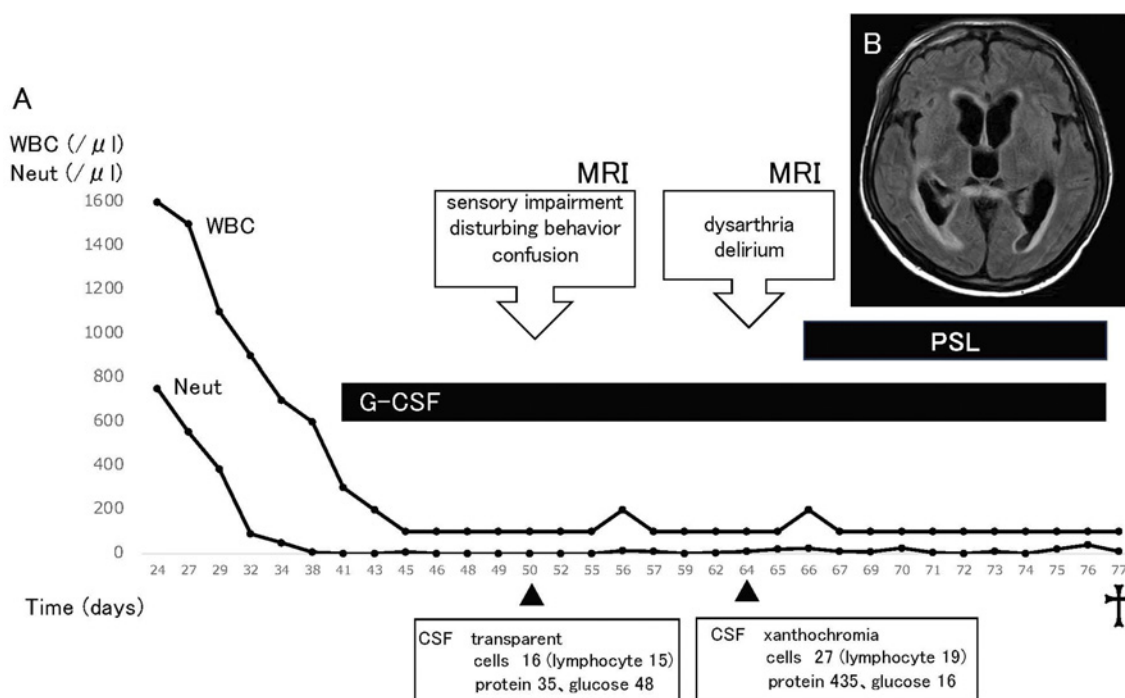 A
B
WBC (/μl)
Neut (/μl)
1600
1400
1200
1000
800
600
400
200
0
WBC
Neut
MRI
sensory impairment
disturbing behavior
confusion
MRI
dysarthria
delirium
PSL
G-CSF
24 27 29 32 34 38 41 43 45 46 48 49 50 52 55 56 57 59 62 64 65 66 67 69 70 71 72 73 74 75 76 77
Time (days)
CSF transparent
cells 16 (lymphocyte 15)
protein 35、glucose 48
CSF xanthochromia
cells 27 (lymphocyte 19)
protein 435、glucose 16